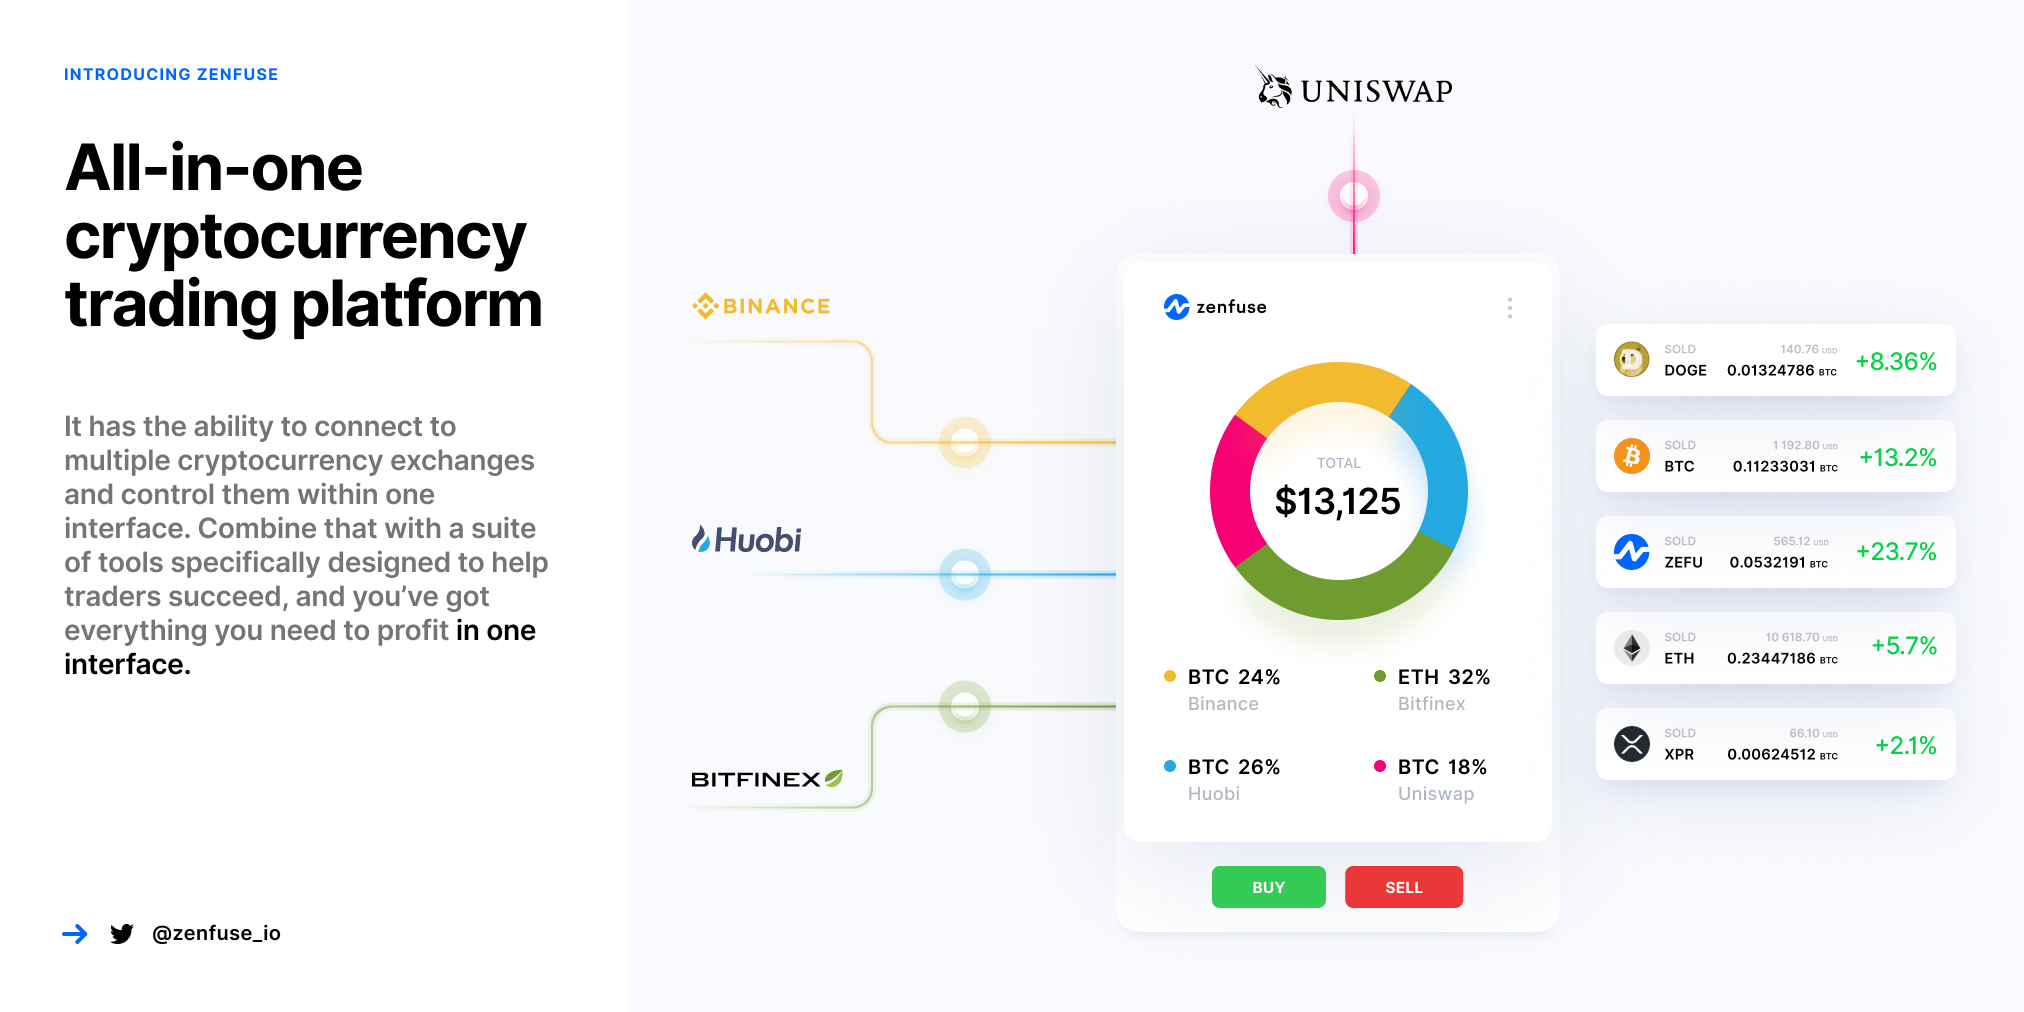 INTRODUCING ZENFUSE
All-in-one
cryptocurrency
trading platform
It has the ability to connect to
multiple cryptocurrency exchanges
and control them within one
interface. Combine that with a suite
of tools specifically designed to help
traders succeed, and you’ve got
everything you need to profit in one
interface.
@zenfuse_io
UNISWAP
BINANCE
Huobi
BITFINEX
zenfuse
TOTAL
$13,125
BTC 24%
Binance
ETH 32%
Bitfinex
BTC 26%
Huobi
BTC 18%
Uniswap
BUY
SELL
SOLD 140.76 USD
DOGE 0.01324786 BTC
+8.36%
SOLD 1 192.80 USD
BTC 0.11233031 BTC
+13.2%
SOLD 565.12 USD
ZEFU 0.0532191 BTC
+23.7%
SOLD 10 618.70 USD
ETH 0.23447186 BTC
+5.7%
SOLD 66.10 USD
XPR 0.00624512 BTC
+2.1%